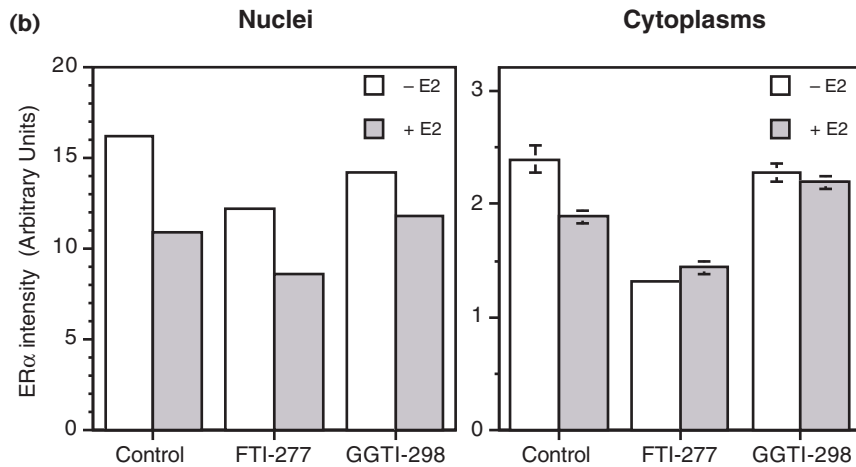 (b)
Nuclei
Cytoplasms
ERα intensity (Arbitrary Units)
20
15
10
5
0
– E2
+ E2
Control
FTI-277
GGTI-298
3
2
1
0
– E2
+ E2
Control
FTI-277
GGTI-298